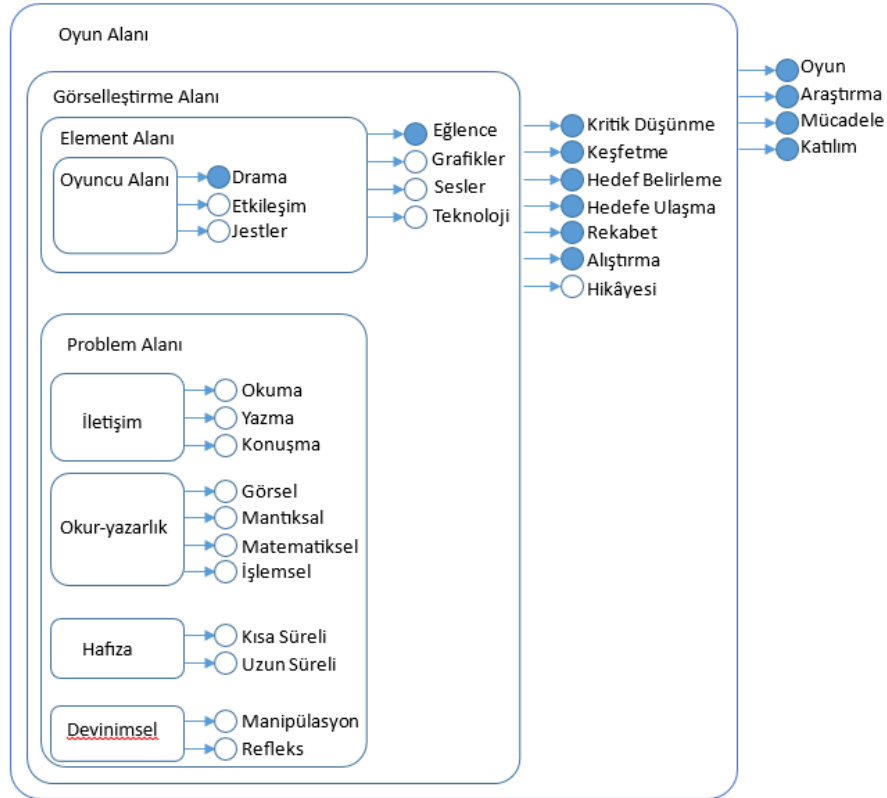 Oyun Alanı
Oyun
Araştırma
Mücadele
Katılım
Görselleştirme Alanı
Kritik Düşünme
Keşfetme
Hedef Belirleme
Hedefe Ulaşma
Rekabet
Alıştırma
Hikâyesi
Element Alanı
Eğlence
Grafikler
Sesler
Teknoloji
Oyuncu Alanı
Drama
Etkileşim
Jestler
Problem Alanı
İletişim
Okuma
Yazma
Konuşma
Okur-yazarlık
Görsel
Mantıksal
Matematiksel
İşlemsel
Hafıza
Kısa Süreli
Uzun Süreli
Devinimsel
Manipülasyon
Refleks